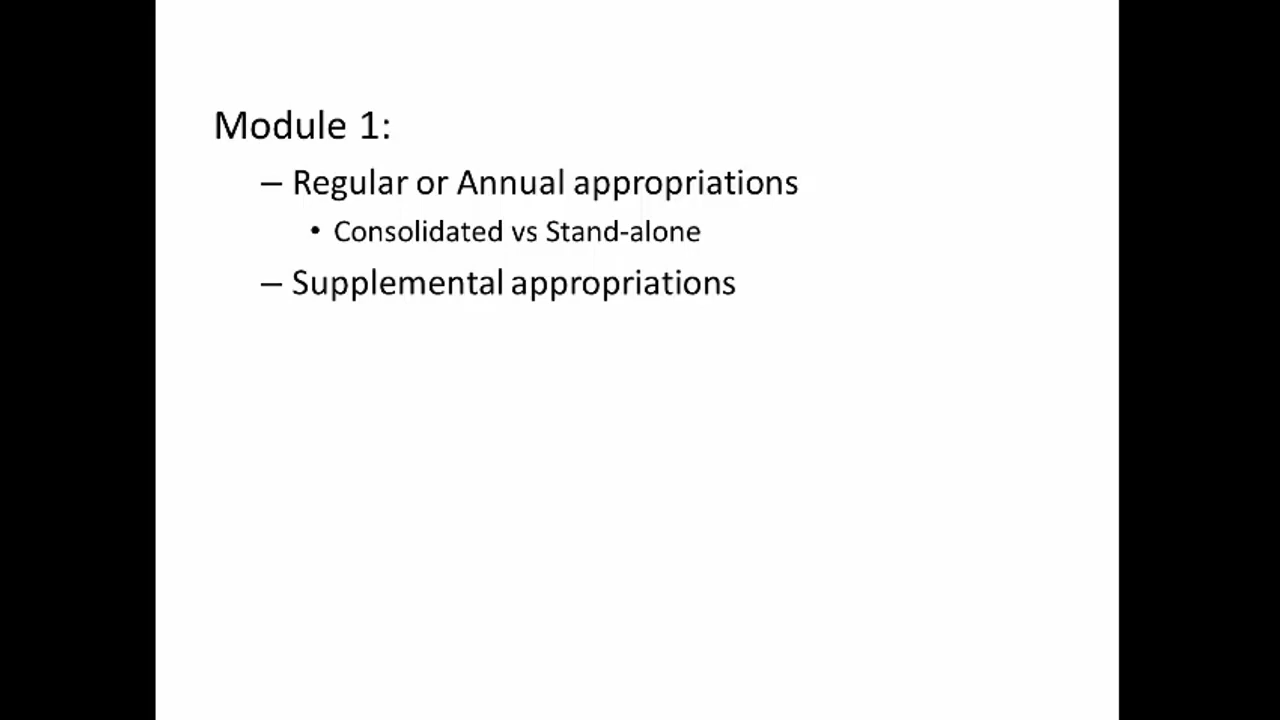 Module 1:
– Regular or Annual appropriations
• Consolidated vs Stand-alone
– Supplemental appropriations